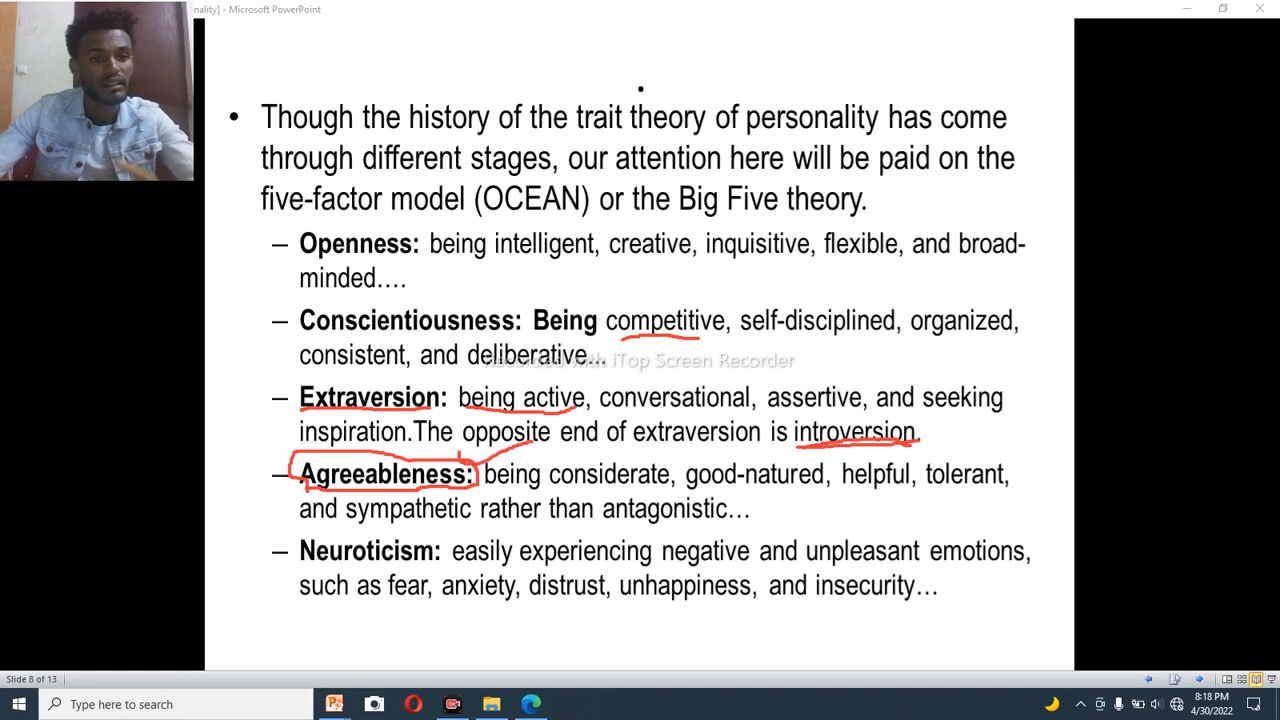 nality] - Microsoft PowerPoint
• Though the history of the trait theory of personality has come
through different stages, our attention here will be paid on the
five-factor model (OCEAN) or the Big Five theory.
– Openness: being intelligent, creative, inquisitive, flexible, and broad-
minded….
– Conscientiousness: Being competitive, self-disciplined, organized,
consistent, and deliberative…
Recorded with iTop Screen Recorder
– Extraversion: being active, conversational, assertive, and seeking
inspiration.The opposite end of extraversion is introversion.
– Agreeableness: being considerate, good-natured, helpful, tolerant,
and sympathetic rather than antagonistic…
– Neuroticism: easily experiencing negative and unpleasant emotions,
such as fear, anxiety, distrust, unhappiness, and insecurity…
Slide 8 of 13
Type here to search
8:18 PM
4/30/2022